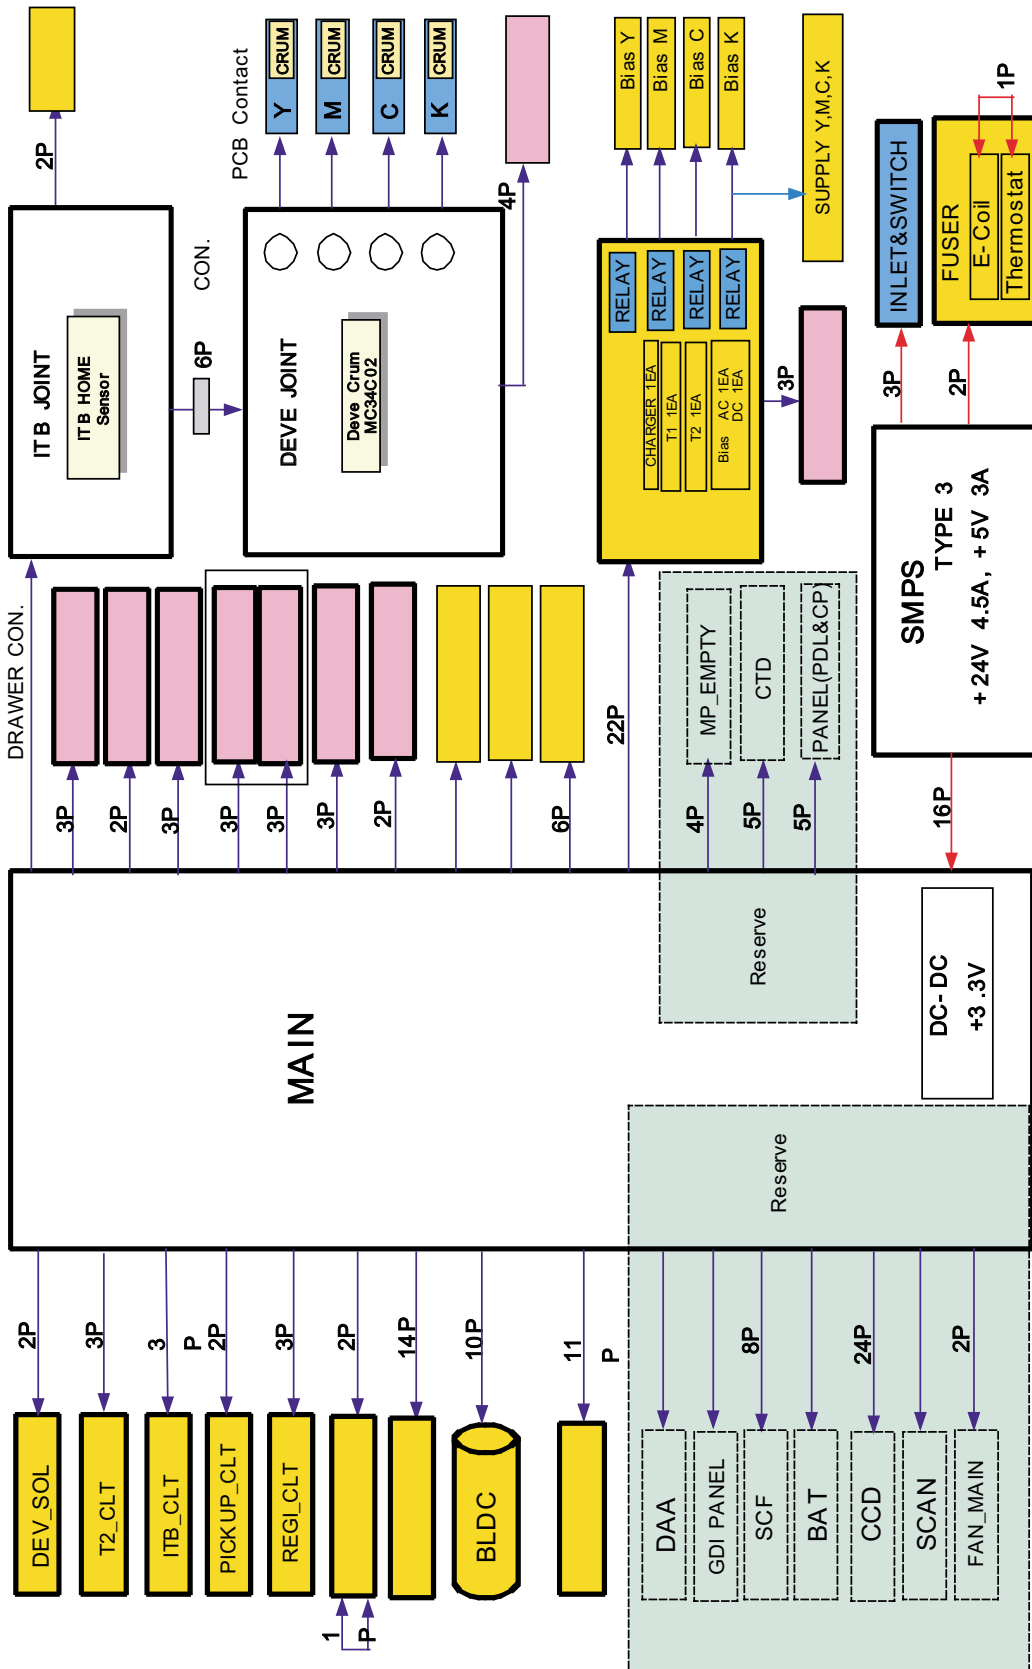 2P
ITB JOINT
ITB HOME
Sensor
6P
CON.
DRAWER CON.
PCB Contact
Y
CRUM
M
CRUM
C
CRUM
K
CRUM
DEVE JOINT
Deve Crum
MC34C02
4P
Bias Y
Bias M
Bias C
Bias K
SUPPLY Y,M,C,K
RELAY
RELAY
RELAY
RELAY
CHARGER 1EA
T1 1EA
T2 1EA
Bias AC 1EA
DC 1EA
3P
INLET&SWITCH
FUSER
E- Coil
Thermostat
1P
3P
2P
SMPS
TYPE 3
+24V 4.5A, +5V 3A
16P
3P
2P
3P
3P
3P
3P
2P
6P
22P
MP_EMPTY
4P
CTD
5P
PANEL(PDL&CP)
5P
Reserve
MAIN
DC- DC
+3 .3V
Reserve
2P
3P
3
P
2P
3P
2P
14P
10P
11
P
8P
24P
2P
DEV_SOL
T2_CLT
ITB_CLT
PICKUP_CLT
REGI_CLT
1
P
BLDC
DAA
GDI PANEL
SCF
BAT
CCD
SCAN
FAN_MAIN